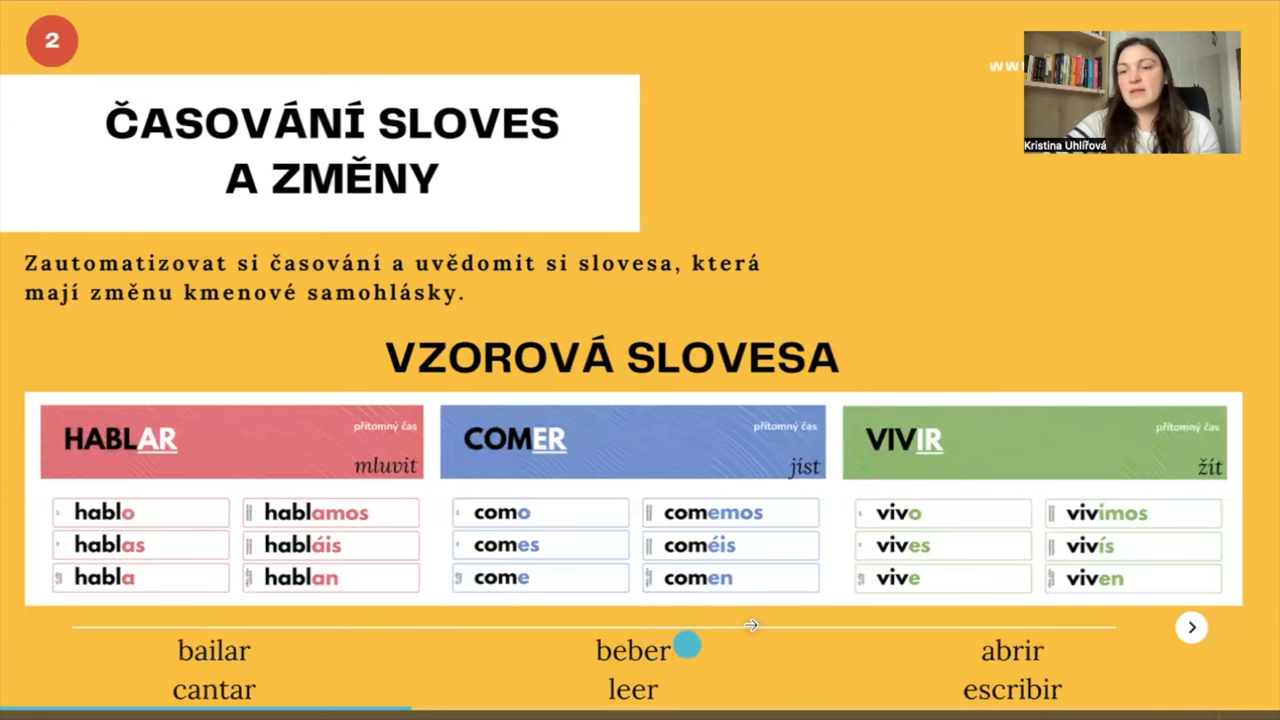 2
ww
Kristina Uhlířová
ČASOVÁNÍ SLOVES
A ZMĚNY
Zautomatizovat si časování a uvědomit si slovesa, která
mají změnu kmenové samohlásky.
VZOROVÁ SLOVESA
HABLAR
přítomný čas
mluvit
hablo
hablamos
hablas
habláis
habla
hablan
COMER
přítomný čas
jíst
como
comemos
comes
coméis
come
comen
VIVIR
přítomný čas
žít
vivo
vivimos
vives
vivís
vive
viven
bailar
beber
abrir
cantar
leer
escribir